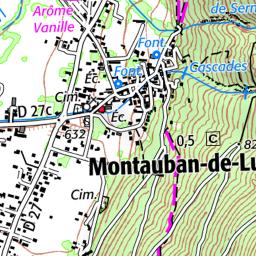 Arôme
Vanille
de Sern
Font.
Éc.
Font.
Cascades
Cim.
D 27c
Éc.
632
0,5
C
82
Montauban-de-Lu
Cim.
D 27